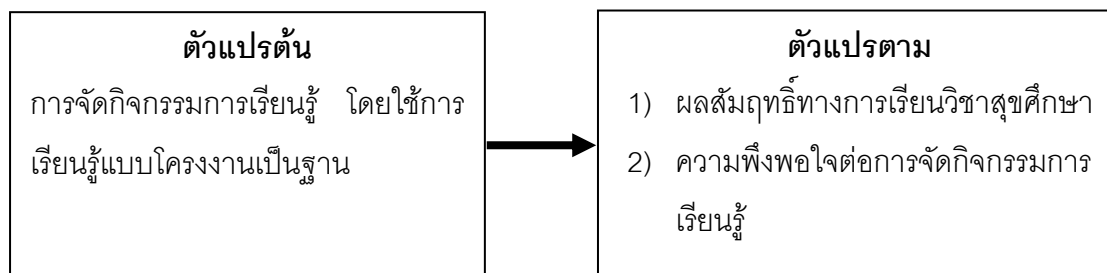 ตัวแปรต้น
การจัดกิจกรรมการเรียนรู้ โดยใช้การ
เรียนรู้แบบโครงงานเป็นฐาน
ตัวแปรตาม
1) ผลสัมฤทธิ์ทางการเรียนวิชาสุขศึกษา
2) ความพึงพอใจต่อการจัดกิจกรรมการ
เรียนรู้